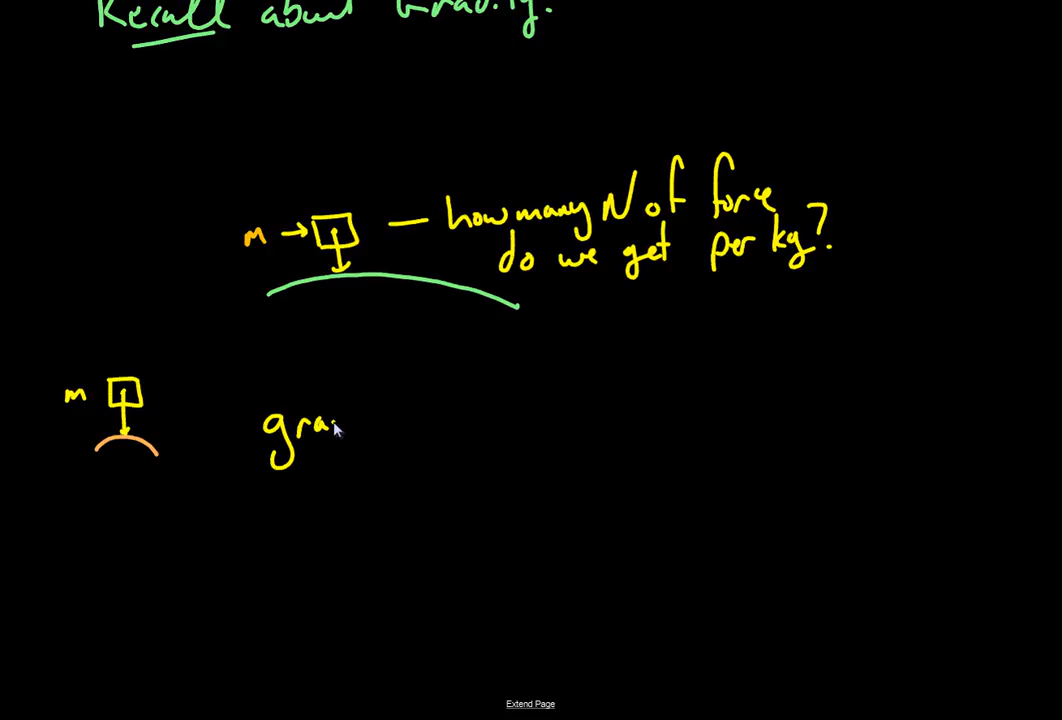 Recall about Gravity.
m → — how many N of force
do we get per kg?
m
gra
Extend Page